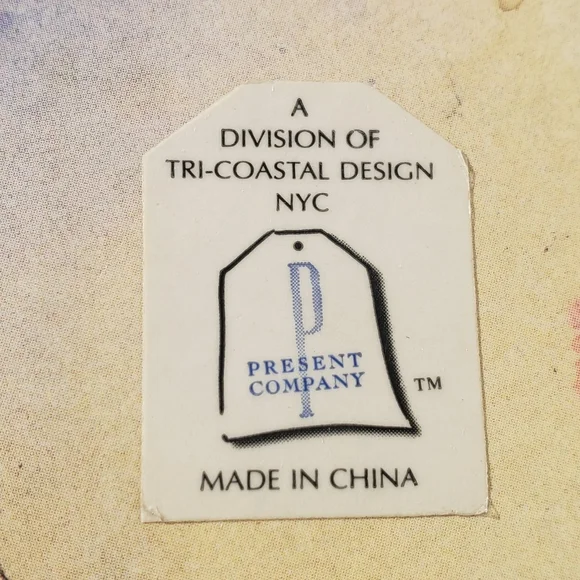 A
DIVISION OF
TRI-COASTAL DESIGN
NYC
P
PRESENT
COMPANY
TM
MADE IN CHINA